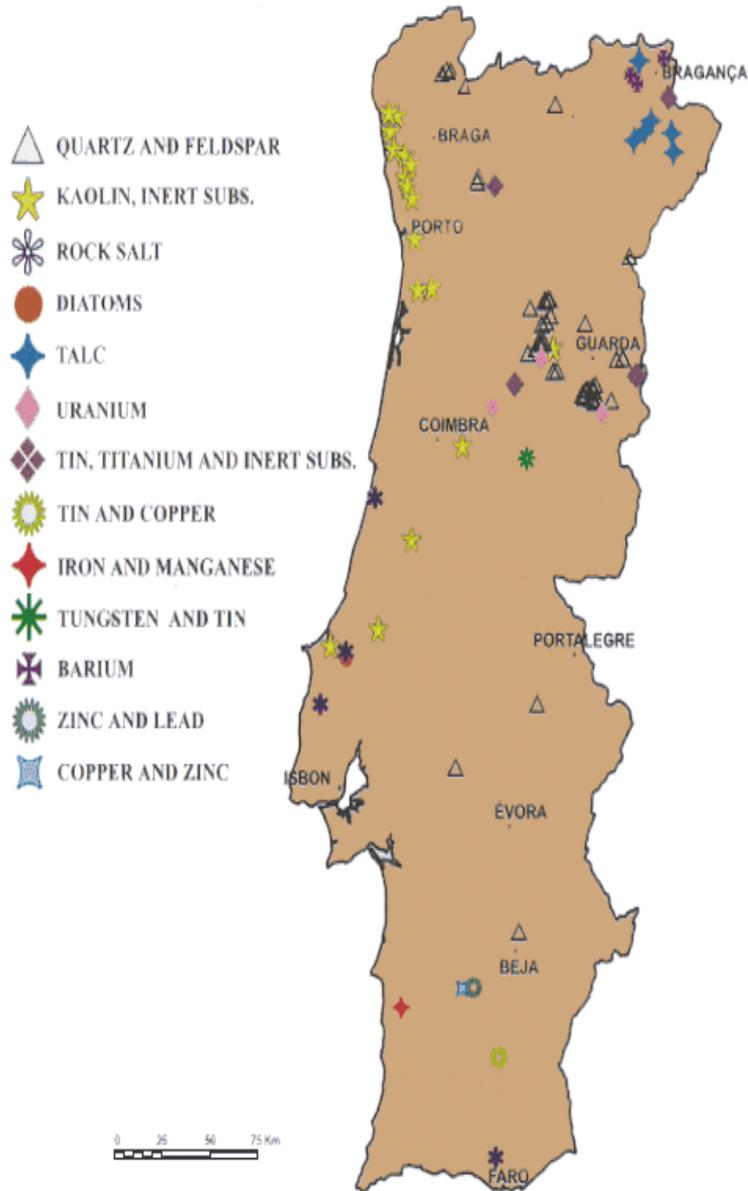 QUARTZ AND FELDSPAR
KAOLIN, INERT SUBS.
ROCK SALT
DIATOMS
TALC
URANIUM
TIN, TITANIUM AND INERT SUBS.
TIN AND COPPER
IRON AND MANGANESE
TUNGSTEN AND TIN
BARIUM
ZINC AND LEAD
COPPER AND ZINC
BRAGANÇA
BRAGA
PORTO
GUARDA
COIMBRA
PORTALEGRE
ISBON
ÉVORA
BEJA
FARO
0 25 50 75 Km